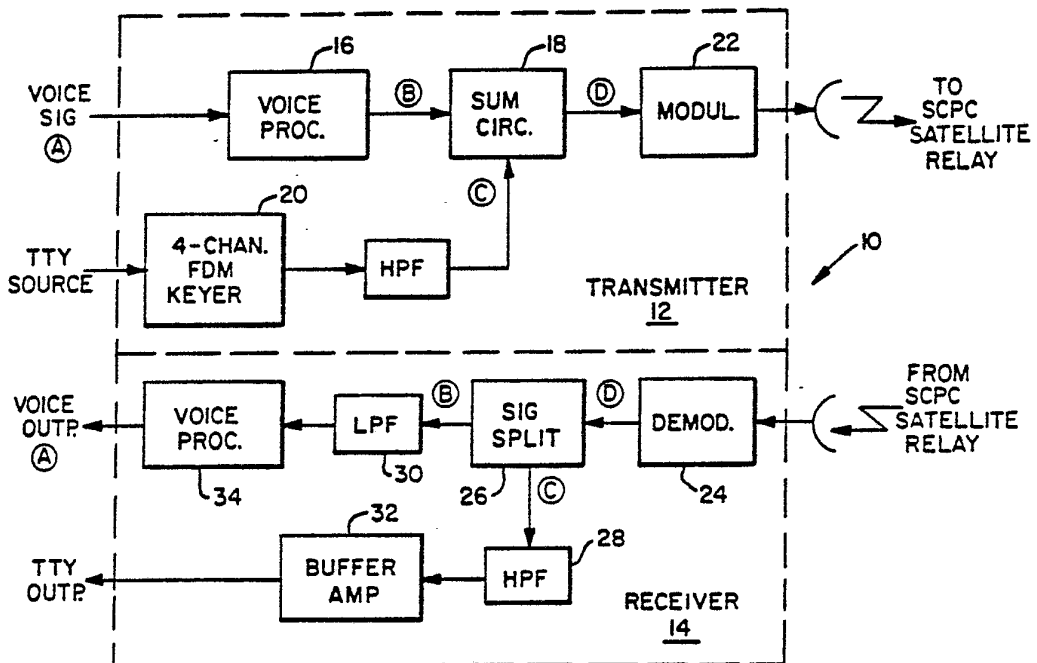 16
18
22
VOICE
SIG
Ⓐ
VOICE
PROC.
Ⓑ
SUM
CIRC.
Ⓓ
MODUL.
TO
SCPC
SATELLITE
RELAY
Ⓒ
20
TTY
SOURCE
4-CHAN.
FDM
KEYER
HPF
10
TRANSMITTER
12
VOICE
OUTP.
Ⓐ
VOICE
PROC.
34
LPF
30
Ⓑ
SIG
SPLIT
26
Ⓓ
DEMOD.
24
FROM
SCPC
SATELLITE
RELAY
Ⓒ
32
28
TTY
OUTP.
BUFFER
AMP
HPF
RECEIVER
14